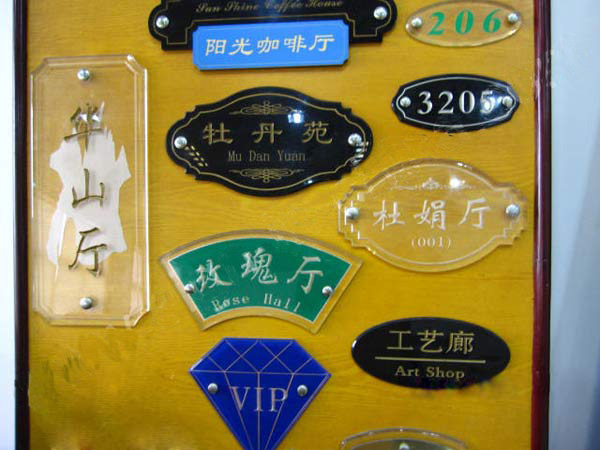 Sun Shine Coffee House
阳光咖啡厅
206
华山厅
3205
牡丹苑
Mu Dan Yuan
杜娟厅
(001)
玫瑰厅
Rose Hall
工艺廊
Art Shop
VIP